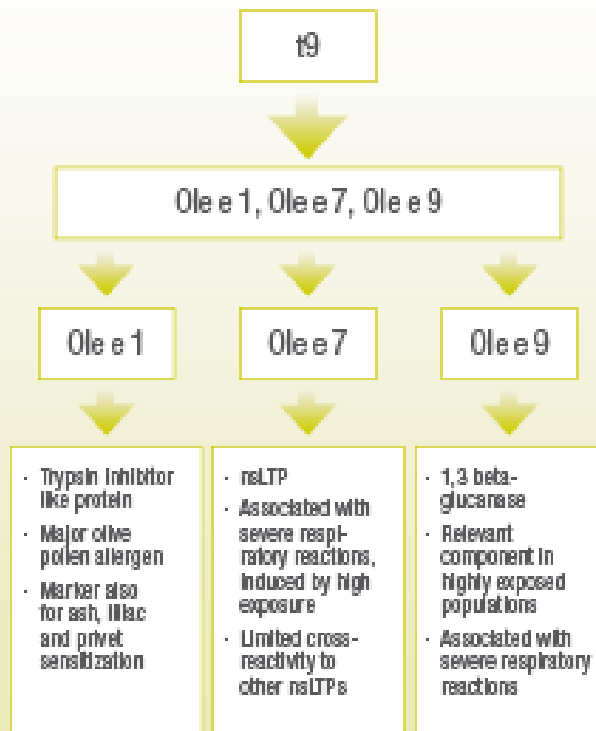 t9
Ole e 1, Ole e 7, Ole e 9
Ole e 1
Ole e 7
Ole e 9
· Trypsin inhibitor
like protein
· Major olive
pollen allergen
· Marker also
for ash, lilac
and privet
sensitization
· nsLTP
· Associated with
severe respi-
ratory reactions,
induced by high
exposure
· Limited cross-
reactivity to
other nsLTPs
· 1,3 beta-
glucanase
· Relevant
component in
highly exposed
populations
· Associated with
severe respiratory
reactions